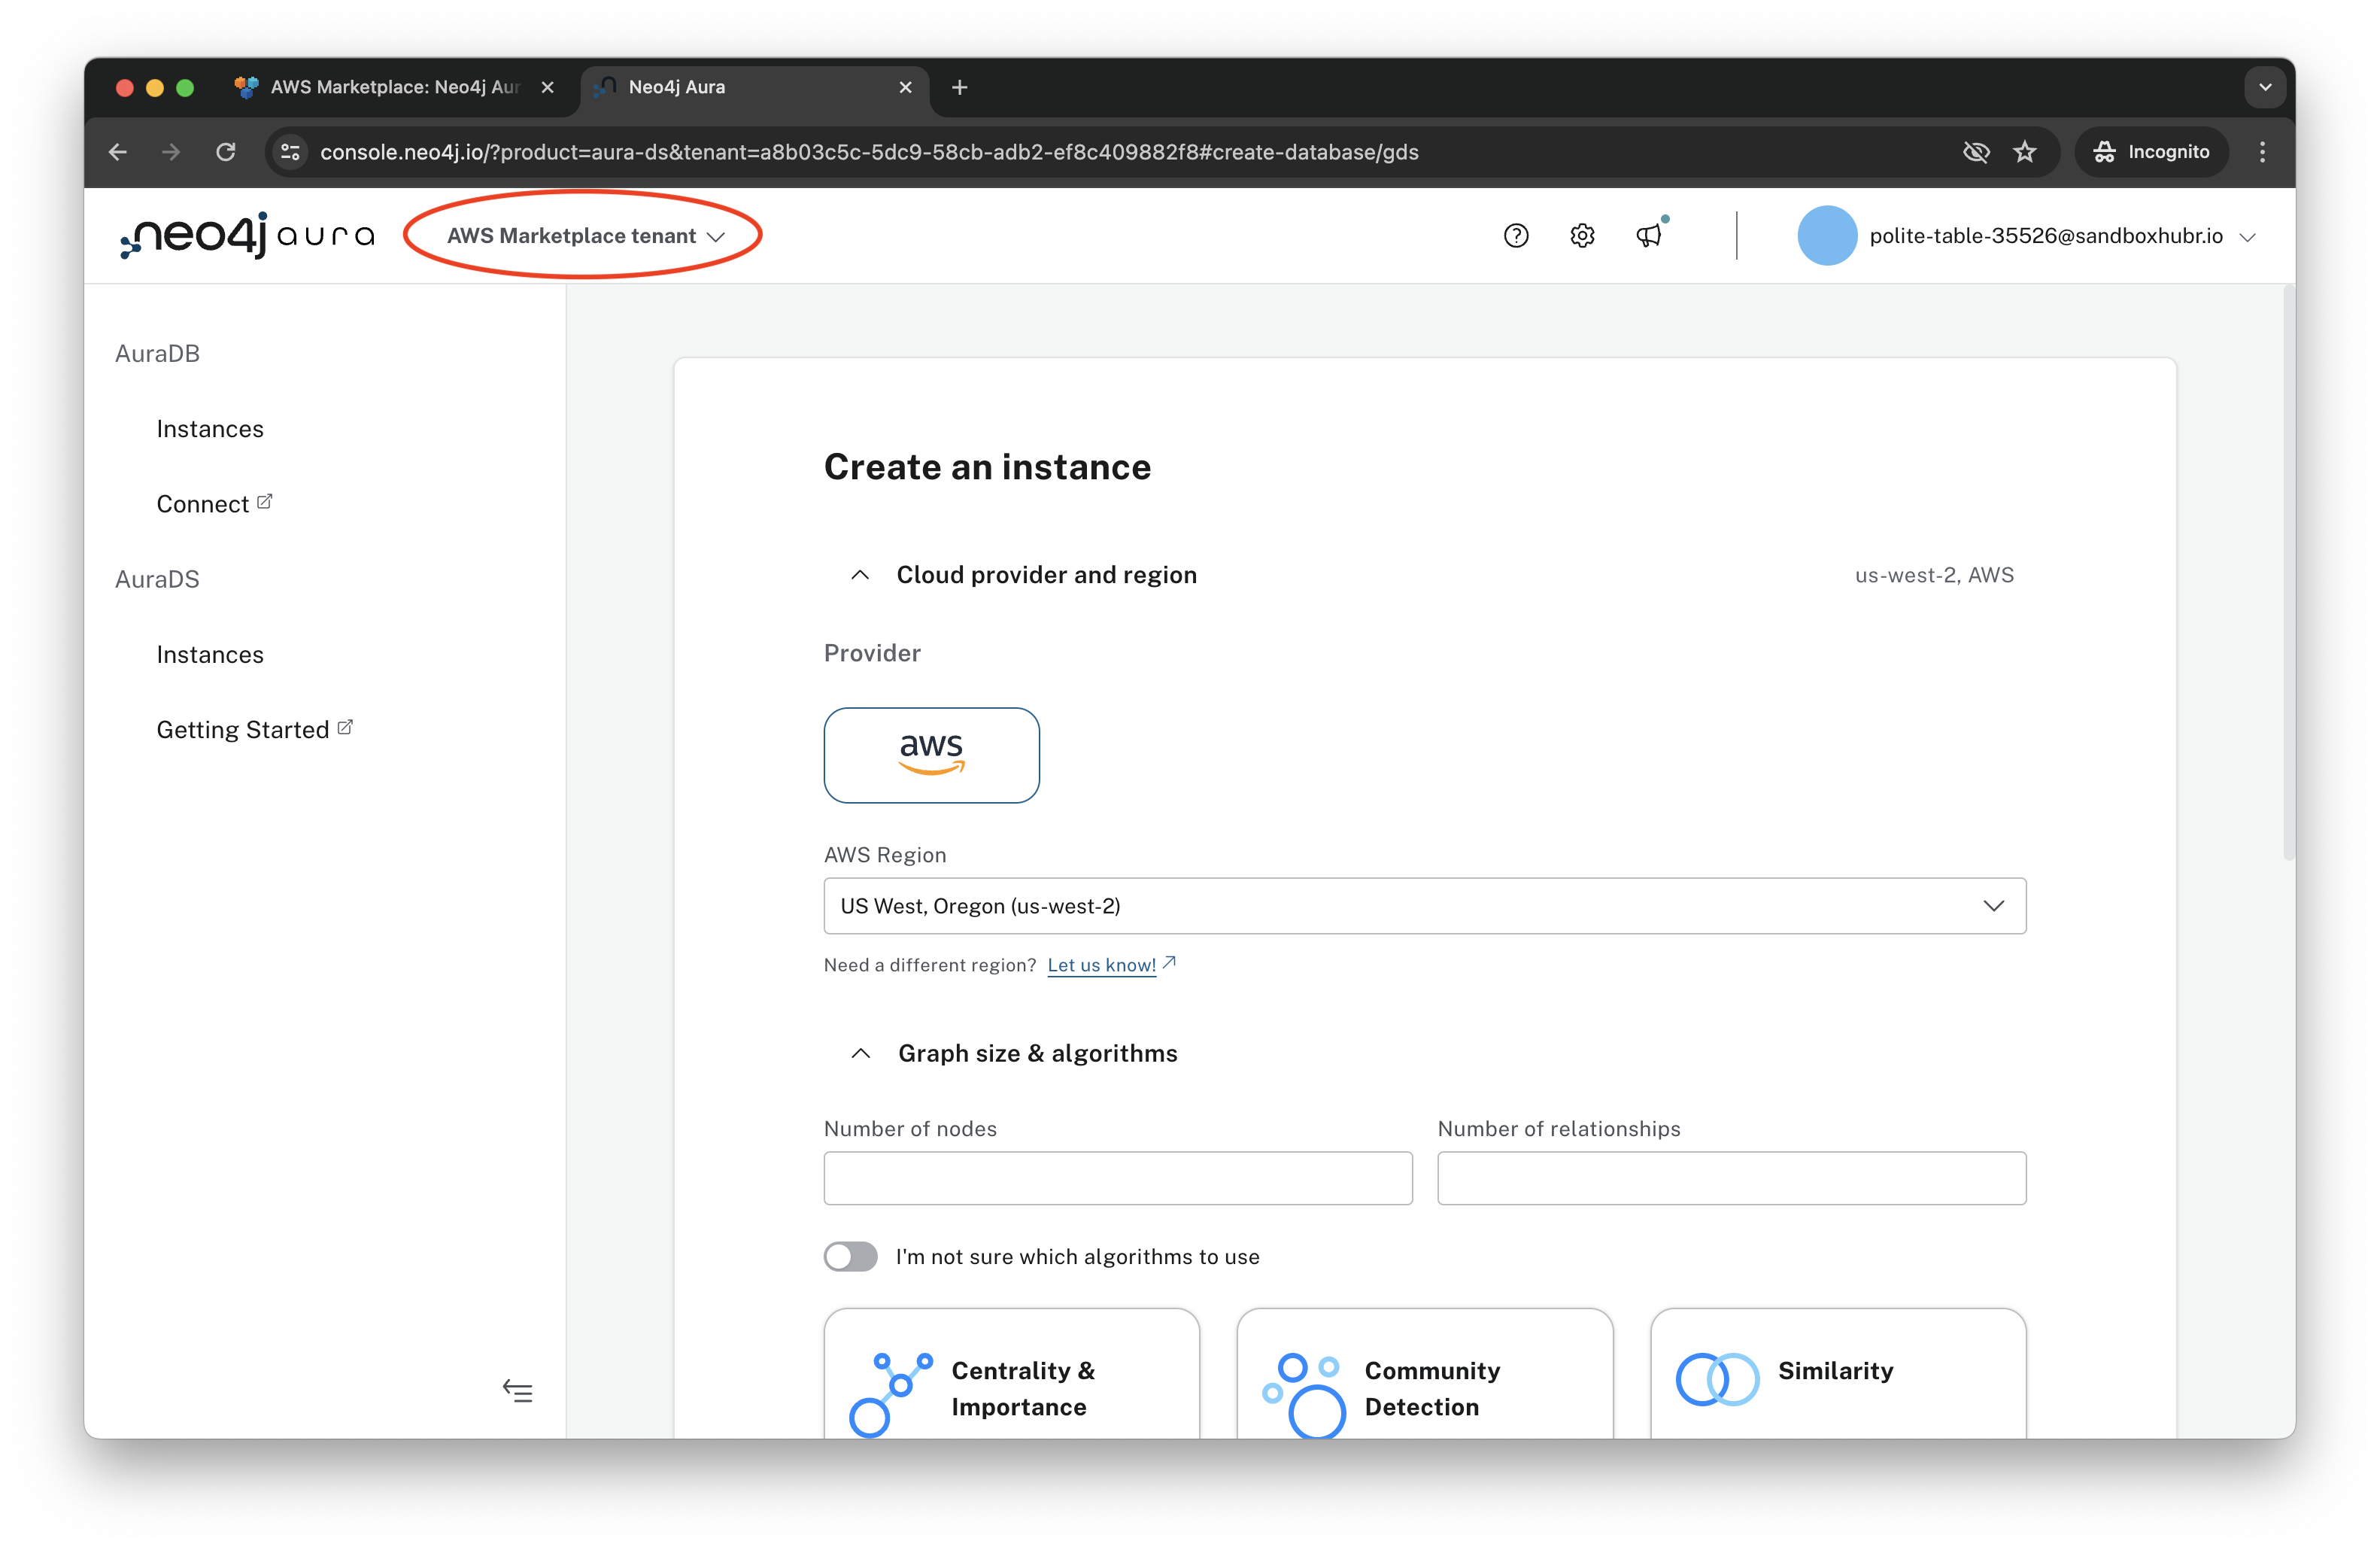 AWS Marketplace: Neo4j Aur
Neo4j Aura
console.neo4j.io/?product=aura-ds&tenant=a8b03c5c-5dc9-58cb-adb2-ef8c409882f8#create-database/gds
Incognito
neo4j aura
AWS Marketplace tenant
polite-table-35526@sandboxhubr.io
AuraDB
Instances
Connect
AuraDS
Instances
Getting Started
Create an instance
Cloud provider and region
us-west-2, AWS
Provider
aws
AWS Region
US West, Oregon (us-west-2)
Need a different region? Let us know!
Graph size & algorithms
Number of nodes
Number of relationships
I'm not sure which algorithms to use
Centrality &
Importance
Community
Detection
Similarity